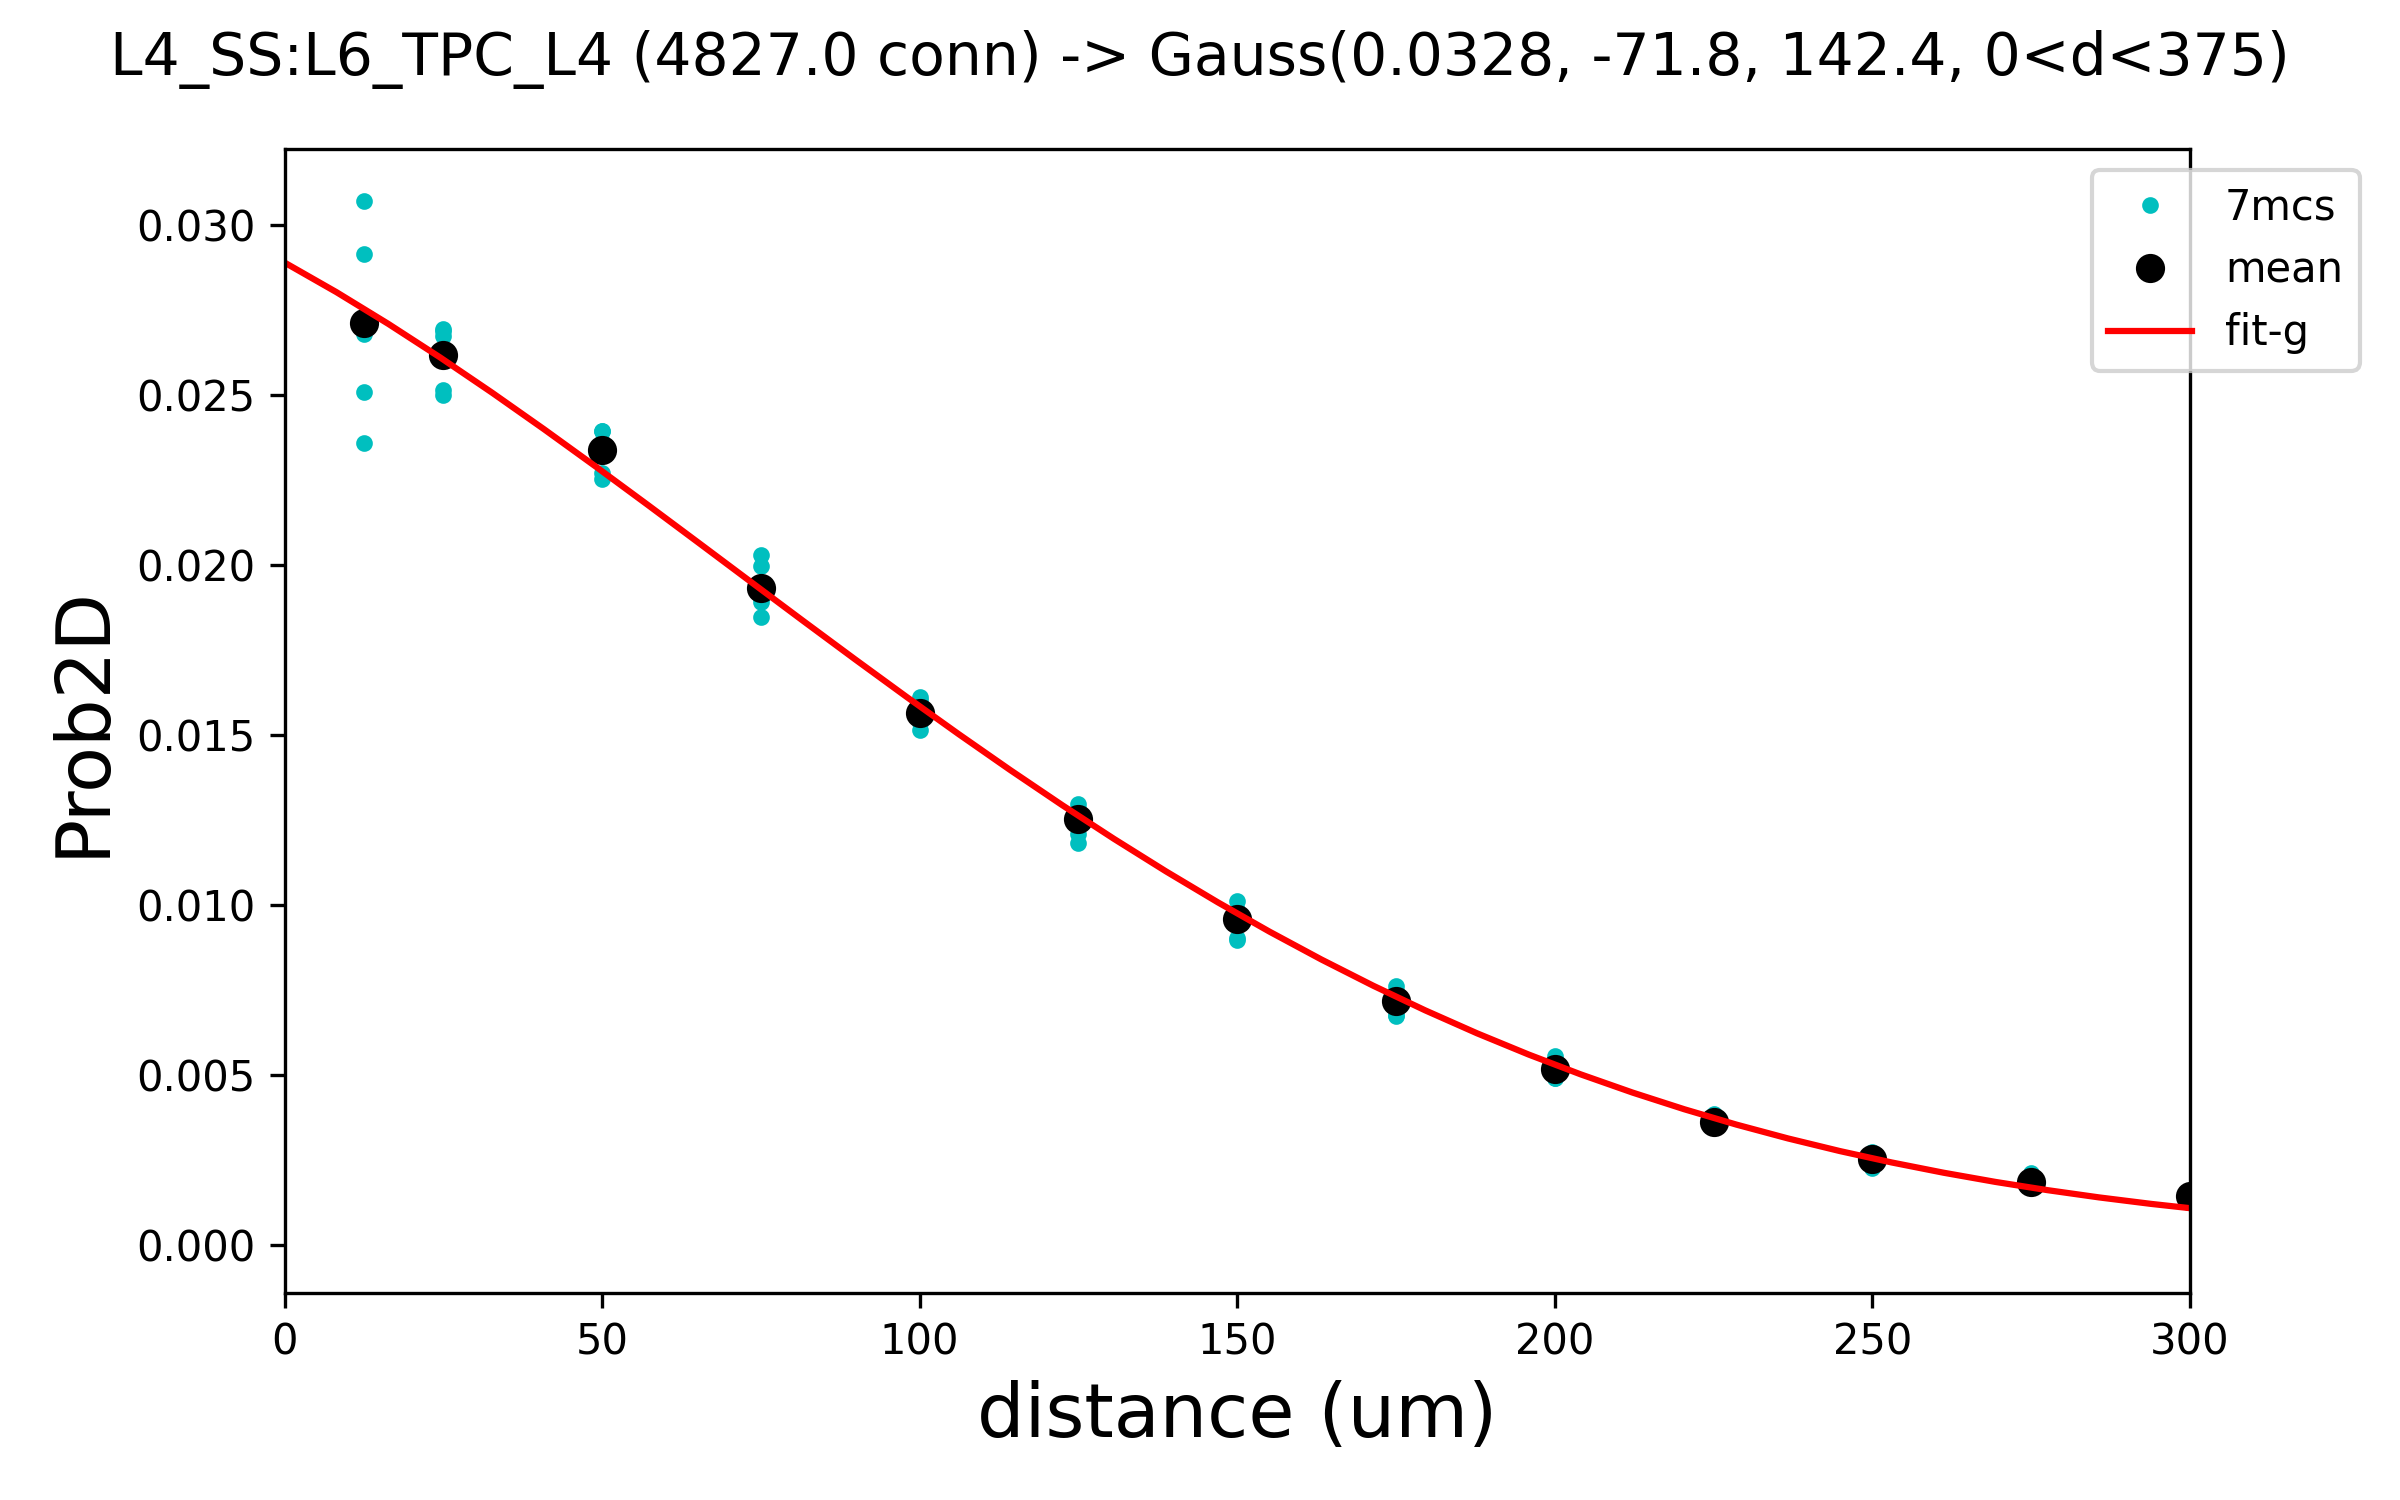 L4_SS:L6_TPC_L4 (4827.0 conn) -> Gauss(0.0328, -71.8, 142.4, 0<d<375)
7mcs
mean
fit-g
Prob2D
0.030
0.025
0.020
0.015
0.010
0.005
0.000
0 50 100 150 200 250 300
distance (um)